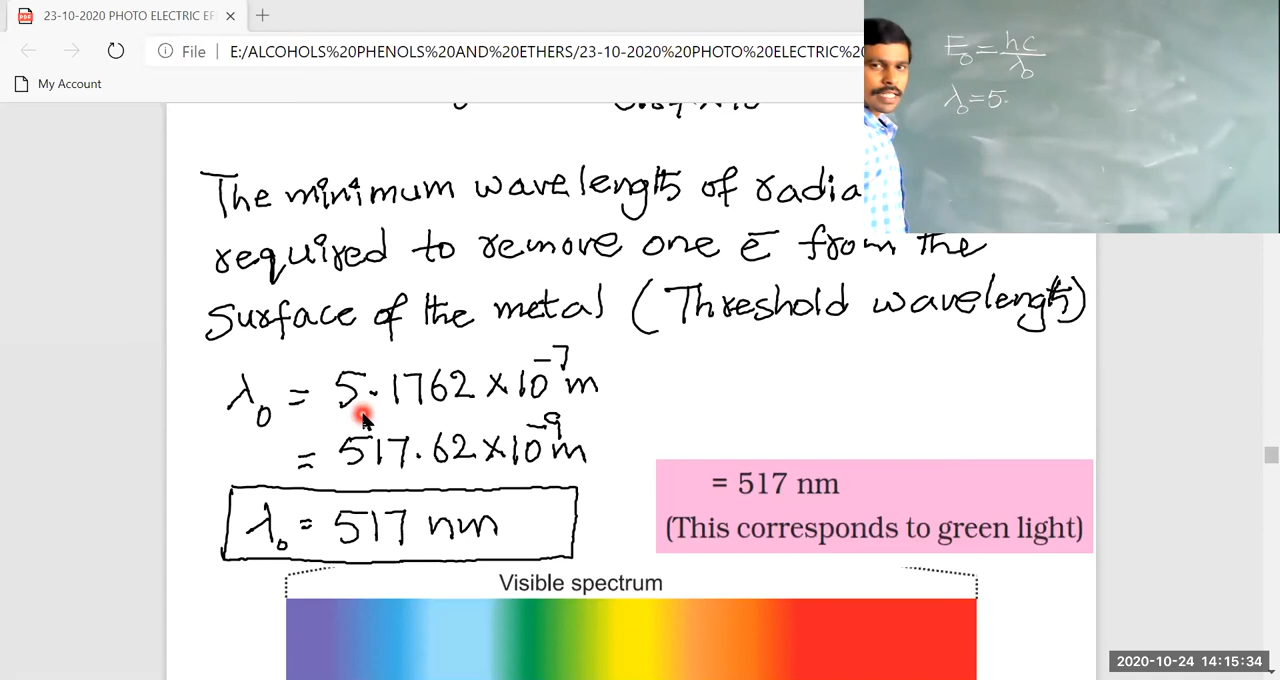 23-10-2020 PHOTO ELECTRIC EF
File E:/ALCOHOLS%20PHENOLS%20AND%20ETHERS/23-10-2020%20PHOTO%20ELECTRIC%20
My Account
E₀ = hc/λ₀
λ₀ = 5.
The minimum wavelength of radia
required to remove one e̅ from the
surface of the metal (Threshold wavelength)
λ₀ = 5.1762 × 10⁻⁷ m
= 517.62 × 10⁻⁹ m
λ₀ = 517 nm
= 517 nm
(This corresponds to green light)
Visible spectrum
2020-10-24 14:15:34